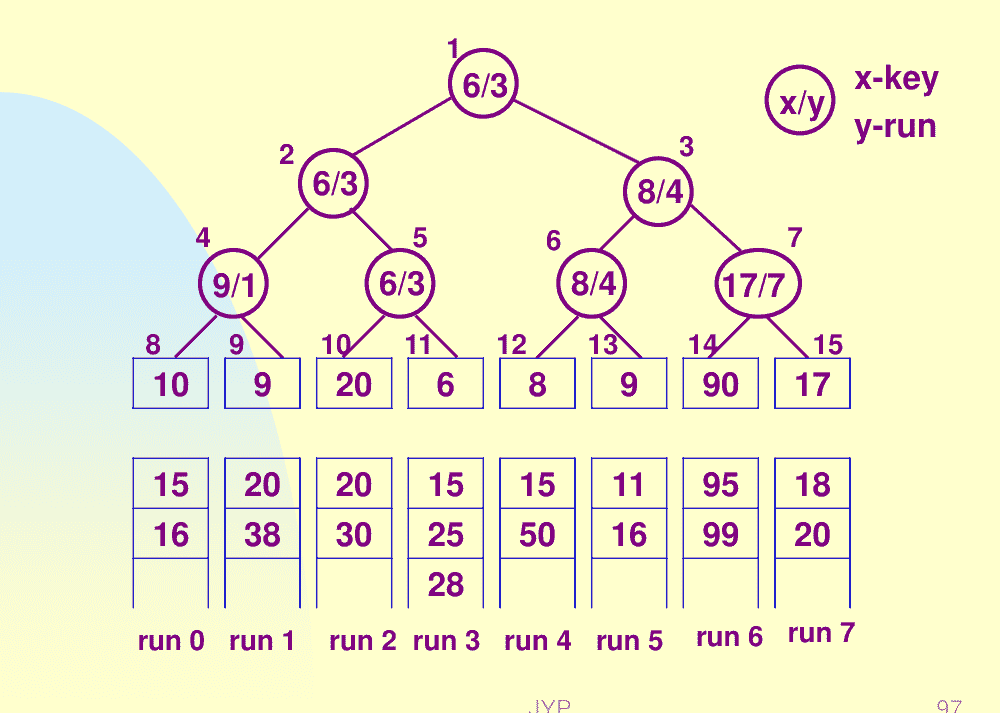 1
6/3
x/y
x-key
y-run
2
6/3
3
8/4
4
9/1
5
6/3
6
8/4
7
17/7
8 9 10 11 12 13 14 15
10 9 20 6 8 9 90 17
15 20 20 15 15 11 95 18
16 38 30 25 50 16 99 20
28
run 0 run 1 run 2 run 3 run 4 run 5 run 6 run 7
JYP 97